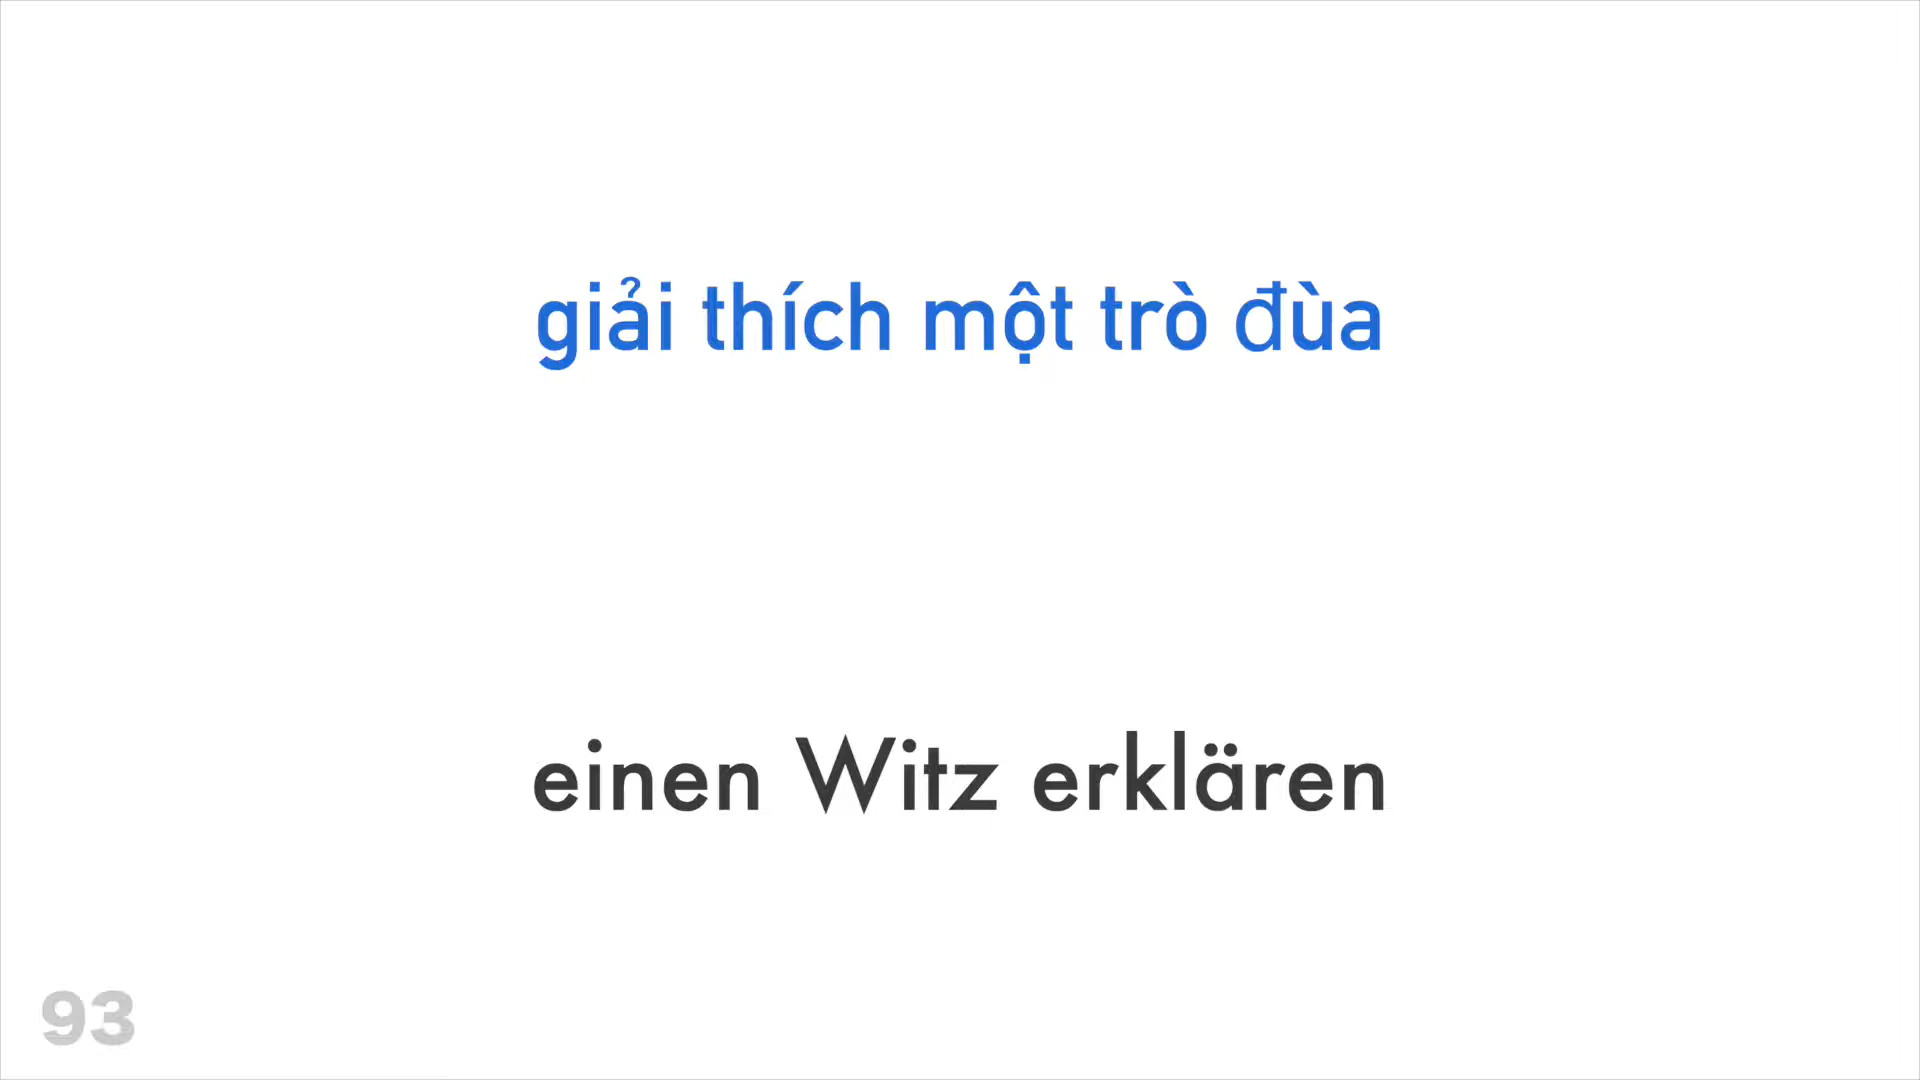 giải thích một trò đùa
einen Witz erklären
93